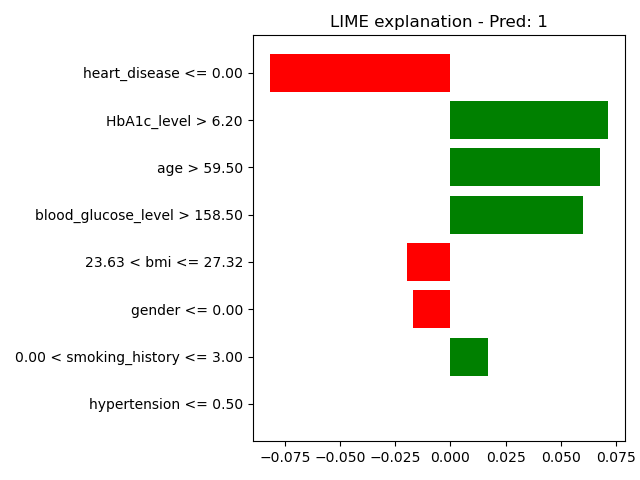 LIME explanation - Pred: 1
heart_disease <= 0.00
HbA1c_level > 6.20
age > 59.50
blood_glucose_level > 158.50
23.63 < bmi <= 27.32
gender <= 0.00
0.00 < smoking_history <= 3.00
hypertension <= 0.50
−0.075 −0.050 −0.025 0.000 0.025 0.050 0.075